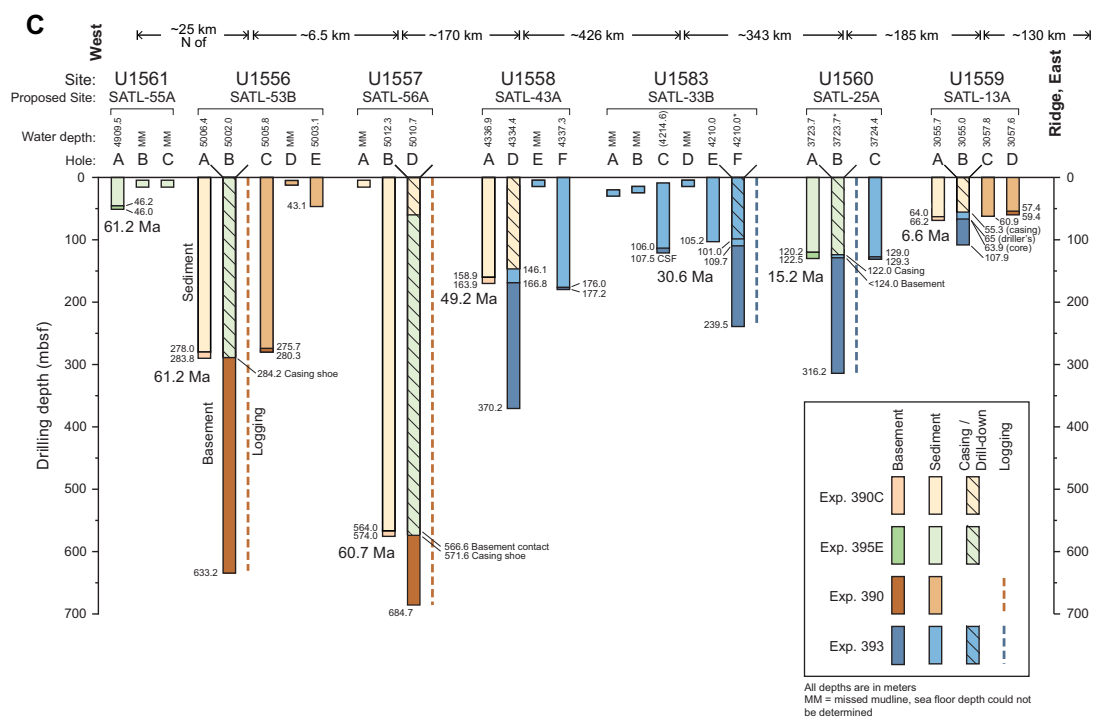 C
West
~25 km
N of
~6.5 km
~170 km
~426 km
~343 km
~185 km
~130 km
Ridge, East
Site:
U1561
U1556
U1557
U1558
U1583
U1560
U1559
Proposed Site:
SATL-55A
SATL-53B
SATL-56A
SATL-43A
SATL-33B
SATL-25A
SATL-13A
Water depth:
4909.5
MM
MM
5006.4
5002.0
5005.8
MM
5003.1
MM
5012.3
5010.7
4336.9
4334.4
MM
4337.3
MM
MM
(4214.6)
MM
4210.0
4210.0*
3723.7
3723.7*
3724.4
3055.7
3055.0
3057.8
3057.6
Hole:
A B C
A B C D E
A B D
A D E F
A B C D E F
A B C
A B C D
Drilling depth (mbsf)
0
100
200
300
400
500
600
700
46.2
46.0
61.2 Ma
Sediment
278.0
283.8
61.2 Ma
Basement
633.2
284.2 Casing shoe
Logging
275.7
280.3
43.1
564.0
574.0
60.7 Ma
566.6 Basement contact
571.6 Casing shoe
684.7
158.9
163.9
49.2 Ma
146.1
166.8
370.2
176.0
177.2
106.0
107.5 CSF
105.2
101.0
109.7
30.6 Ma
239.5
120.2
122.5
15.2 Ma
122.0 Casing
<124.0 Basement
316.2
129.0
129.3
64.0
66.2
6.6 Ma
60.9
57.4
59.4
55.3 (casing)
65 (driller's)
63.9 (core)
107.9
0
100
200
300
400
500
600
700
Basement
Sediment
Casing /
Drill-down
Logging
Exp. 390C
Exp. 395E
Exp. 390
Exp. 393
All depths are in meters
MM = missed mudline, sea floor depth could not
be determined